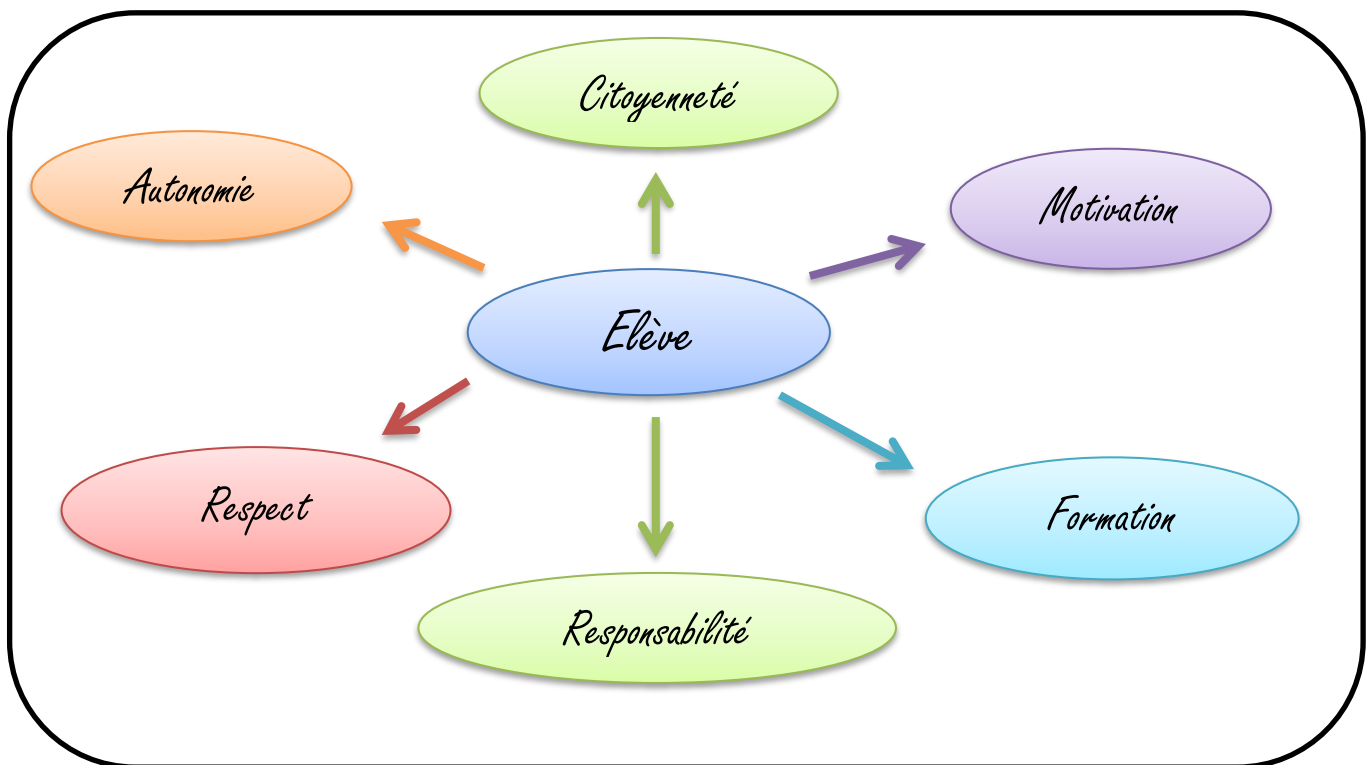 Citoyenneté
Autonomie
Motivation
Elève
Respect
Formation
Responsabilité